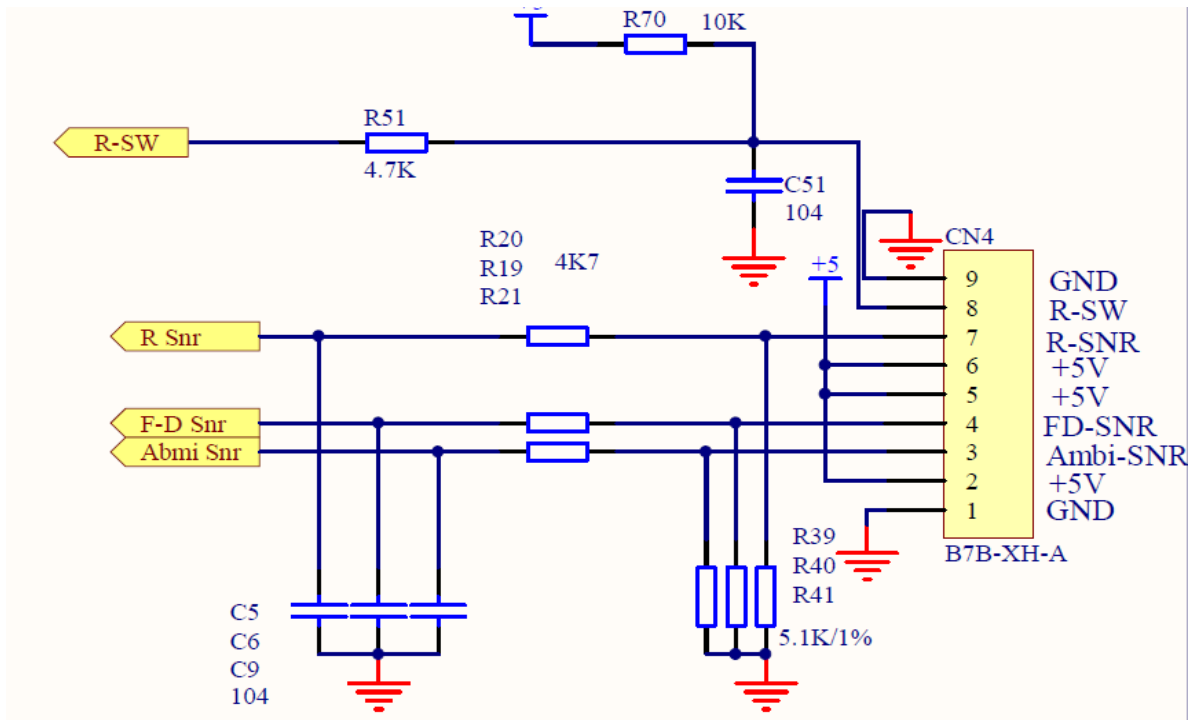 R70 10K
R-SW
R51
4.7K
C51
104
R20
R19
R21
4K7
+5
CN4
9 GND
8 R-SW
7 R-SNR
6 +5V
5 +5V
4 FD-SNR
3 Ambi-SNR
2 +5V
1 GND
B7B-XH-A
R Snr
F-D Snr
Abmi Snr
R39
R40
R41
5.1K/1%
C5
C6
C9
104